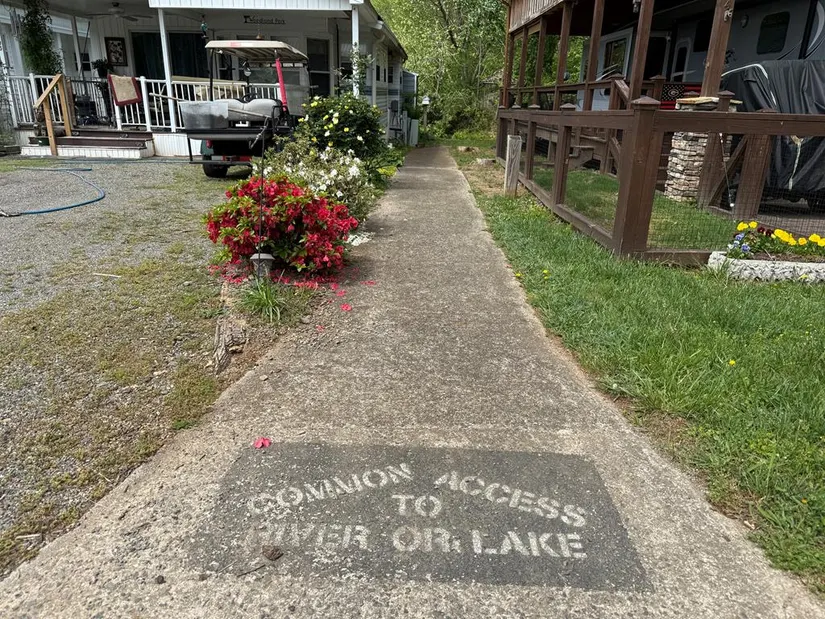 COMMON ACCESS
TO
RIVER OR LAKE